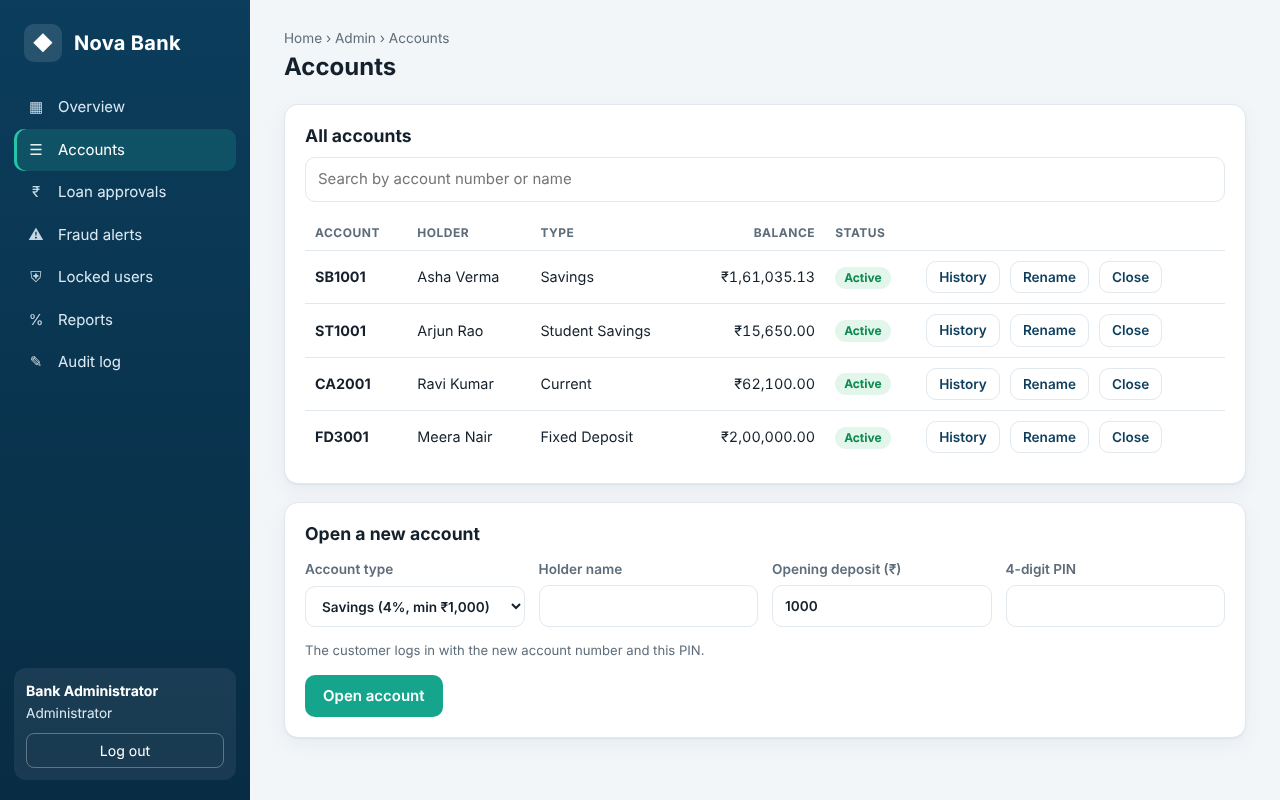 Nova Bank
Overview
Accounts
₹ Loan approvals
Fraud alerts
Locked users
% Reports
Audit log
Bank Administrator
Administrator
Log out
Home › Admin › Accounts
Accounts
All accounts
Search by account number or name
ACCOUNT HOLDER TYPE BALANCE STATUS
SB1001 Asha Verma Savings ₹1,61,035.13 Active History Rename Close
ST1001 Arjun Rao Student Savings ₹15,650.00 Active History Rename Close
CA2001 Ravi Kumar Current ₹62,100.00 Active History Rename Close
FD3001 Meera Nair Fixed Deposit ₹2,00,000.00 Active History Rename Close
Open a new account
Account type Holder name Opening deposit (₹) 4-digit PIN
Savings (4%, min ₹1,000) 1000
The customer logs in with the new account number and this PIN.
Open account